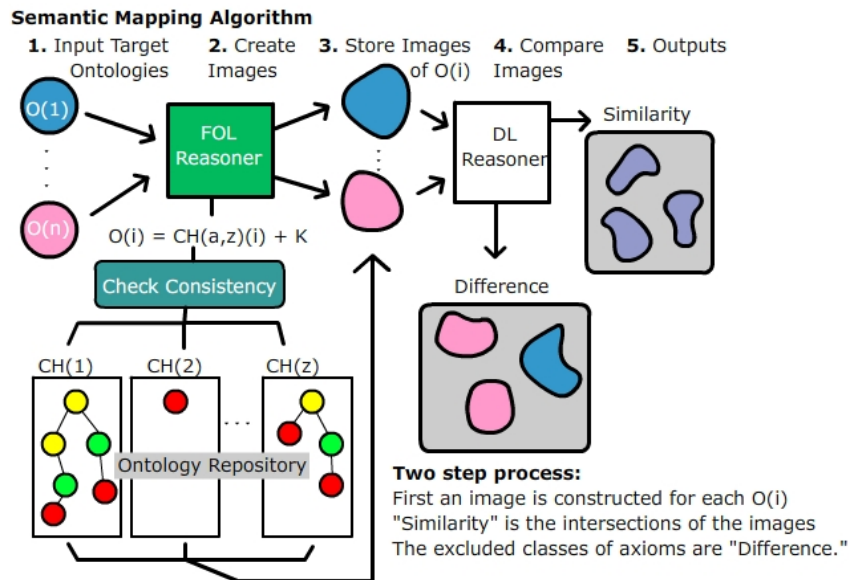 Semantic Mapping Algorithm
1. Input Target
Ontologies
2. Create
Images
3. Store Images
of O(i)
4. Compare
Images
5. Outputs
O(1)
O(n)
FOL
Reasoner
DL
Reasoner
Similarity
O(i) = CH(a,z)(i) + K
Check Consistency
Difference
CH(1)
CH(2)
CH(z)
...
Ontology Repository
Two step process:
First an image is constructed for each O(i)
"Similarity" is the intersections of the images
The excluded classes of axioms are "Difference."